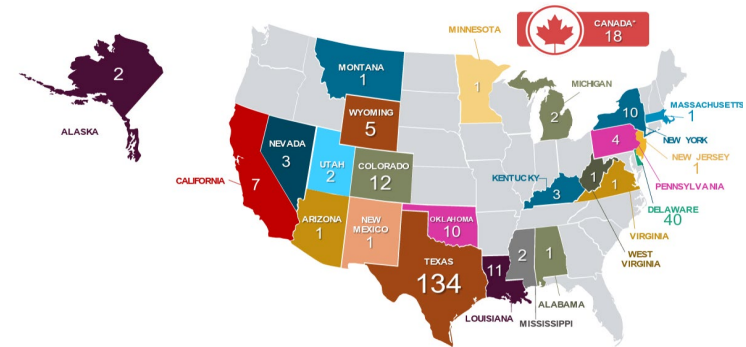 CANADA*
18
MINNESOTA
1
2
ALASKA
MONTANA
1
MICHIGAN
2
WYOMING
5
10
MASSACHUSETTS
1
NEW YORK
NEVADA
3
UTAH
2
COLORADO
12
4
NEW JERSEY
1
PENNSYLVANIA
CALIFORNIA
7
KENTUCKY
3
1
1
DELAWARE
40
VIRGINIA
WEST
VIRGINIA
ARIZONA
1
NEW
MEXICO
1
OKLAHOMA
10
TEXAS
134
11
LOUISIANA
2
MISSISSIPPI
1
ALABAMA